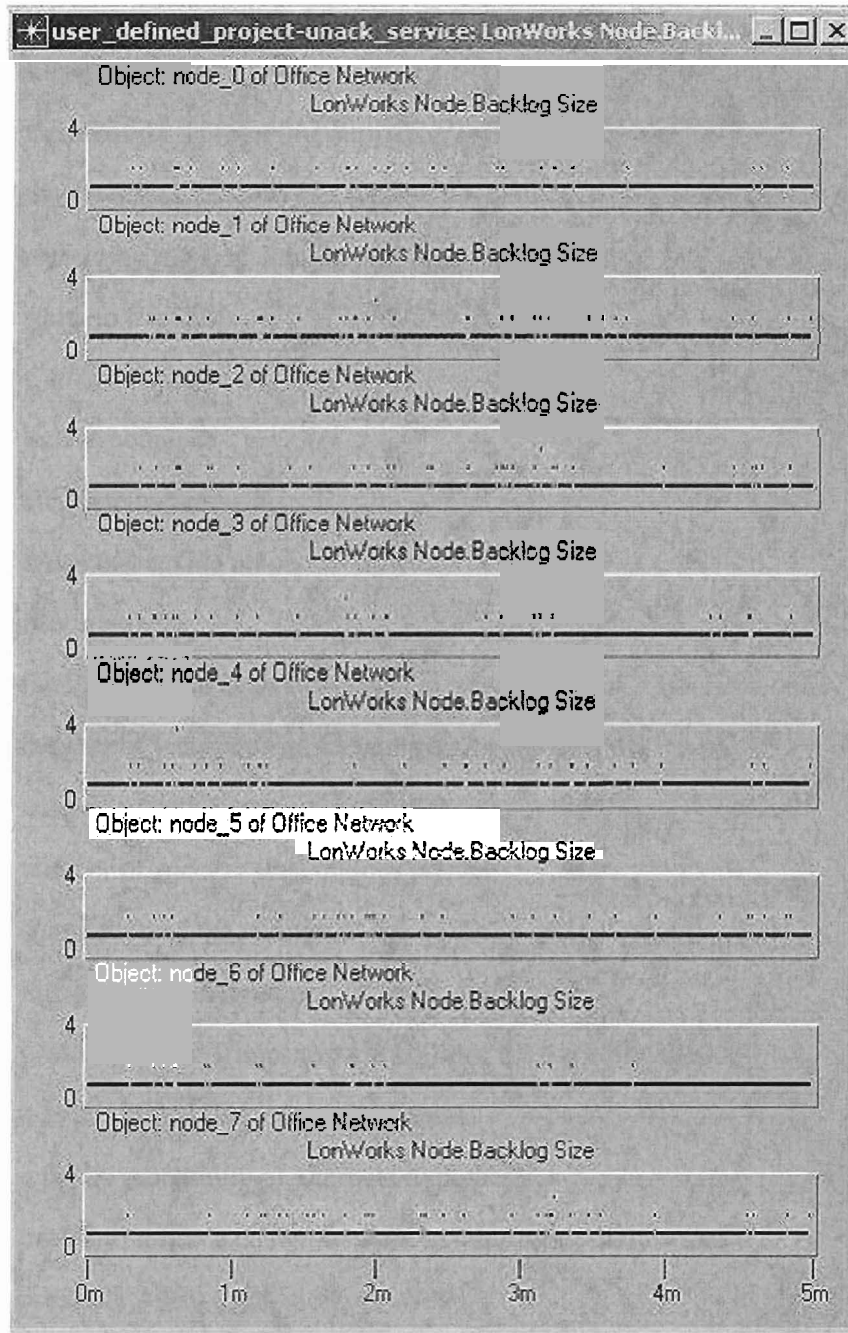 user_defined_project-unack_service: LonWorks Node.Backl...
Object: node_0 of Office Network
LonWorks Node.Backlog Size
4
0
Object: node_1 of Office Network
LonWorks Node.Backlog Size
4
0
Object: node_2 of Office Network
LonWorks Node.Backlog Size
4
0
Object: node_3 of Office Network
LonWorks Node.Backlog Size
4
0
Object: node_4 of Office Network
LonWorks Node.Backlog Size
4
0
Object: node_5 of Office Network
LonWorks Node.Backlog Size
4
0
Object: node_6 of Office Network
LonWorks Node.Backlog Size
4
0
Object: node_7 of Office Network
LonWorks Node.Backlog Size
4
0
0m 1m 2m 3m 4m 5m